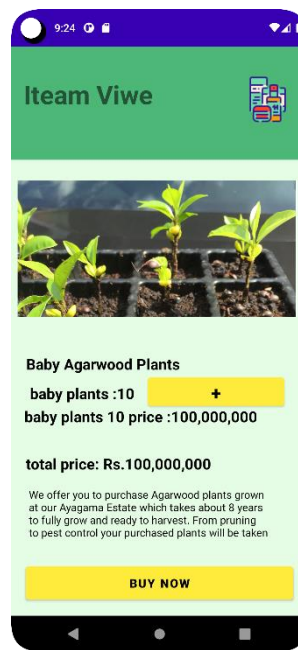 9:24
Iteam Viwe
Baby Agarwood Plants
baby plants :10 +
baby plants 10 price :100,000,000
total price: Rs.100,000,000
We offer you to purchase Agarwood plants grown
at our Ayagama Estate which takes about 8 years
to fully grow and ready to harvest. From pruning
to pest control your purchased plants will be taken
BUY NOW